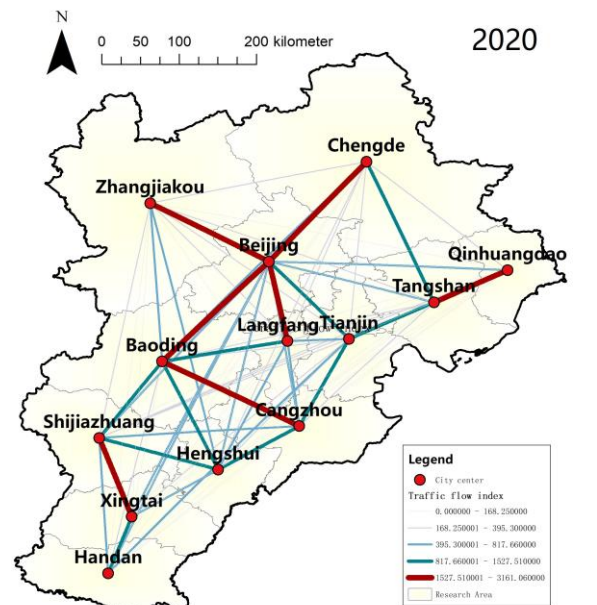 N
0 50 100 200 kilometer
2020
Chengde
Zhangjiakou
Beijing
Qinhuangdao
Tangshan
Langfang
Tianjin
Baoding
Cangzhou
Shijiazhuang
Hengshui
Xingtai
Handan
Legend
City center
Traffic flow index
0.000000 - 168.250000
168.250001 - 395.300000
395.300001 - 817.660000
817.660001 - 1527.510000
1527.510001 - 3161.060000
Research Area